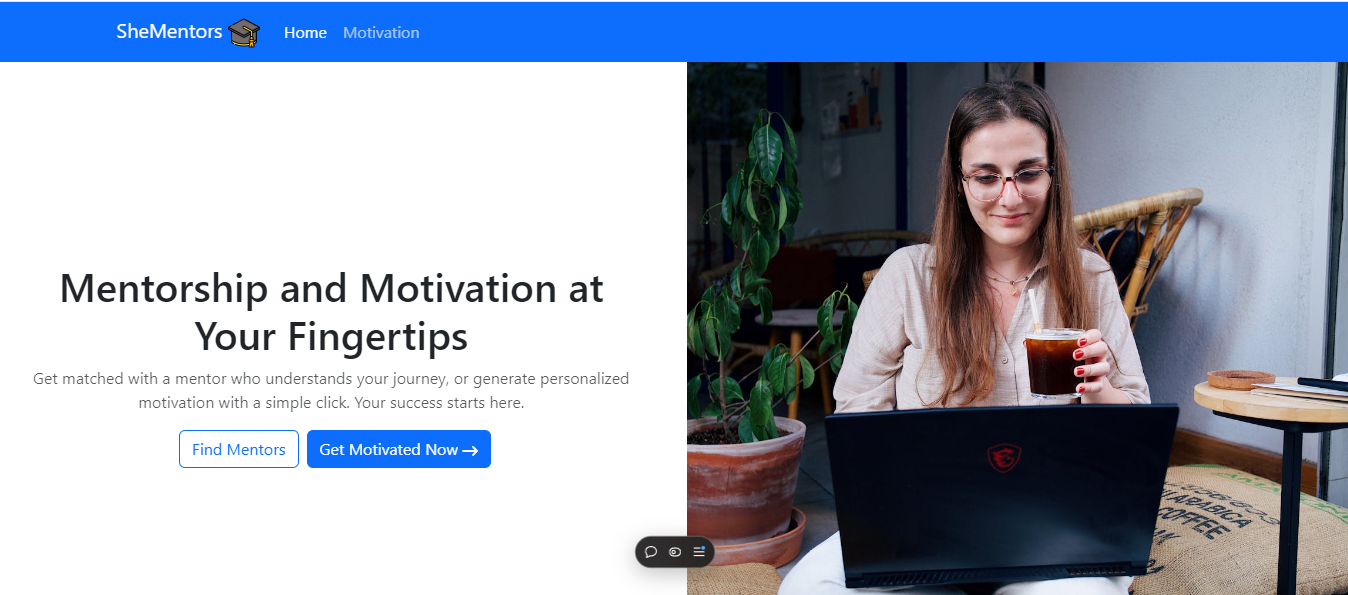 SheMentors Home Motivation
Mentorship and Motivation at
Your Fingertips
Get matched with a mentor who understands your journey, or generate personalized
motivation with a simple click. Your success starts here.
Find Mentors Get Motivated Now →
ARABICA
COFFEE